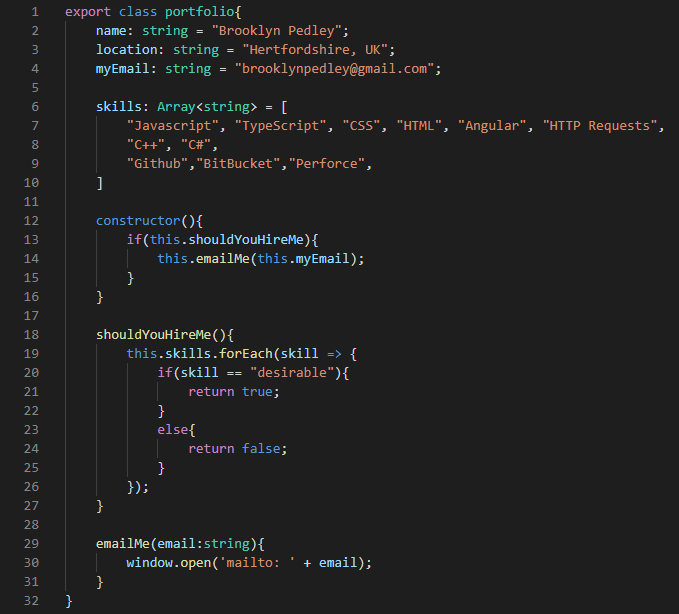 1 export class portfolio{
2 name: string = "Brooklyn Pedley";
3 location: string = "Hertfordshire, UK";
4 myEmail: string = "brooklynpedley@gmail.com";
5
6 skills: Array<string> = [
7 "Javascript", "TypeScript", "CSS", "HTML", "Angular", "HTTP Requests",
8 "C++", "C#",
9 "Github","BitBucket","Perforce",
10 ]
11
12 constructor(){
13 if(this.shouldYouHireMe){
14 this.emailMe(this.myEmail);
15 }
16 }
17
18 shouldYouHireMe(){
19 this.skills.forEach(skill => {
20 if(skill == "desirable"){
21 return true;
22 }
23 else{
24 return false;
25 }
26 });
27 }
28
29 emailMe(email:string){
30 window.open('mailto: ' + email);
31 }
32 }